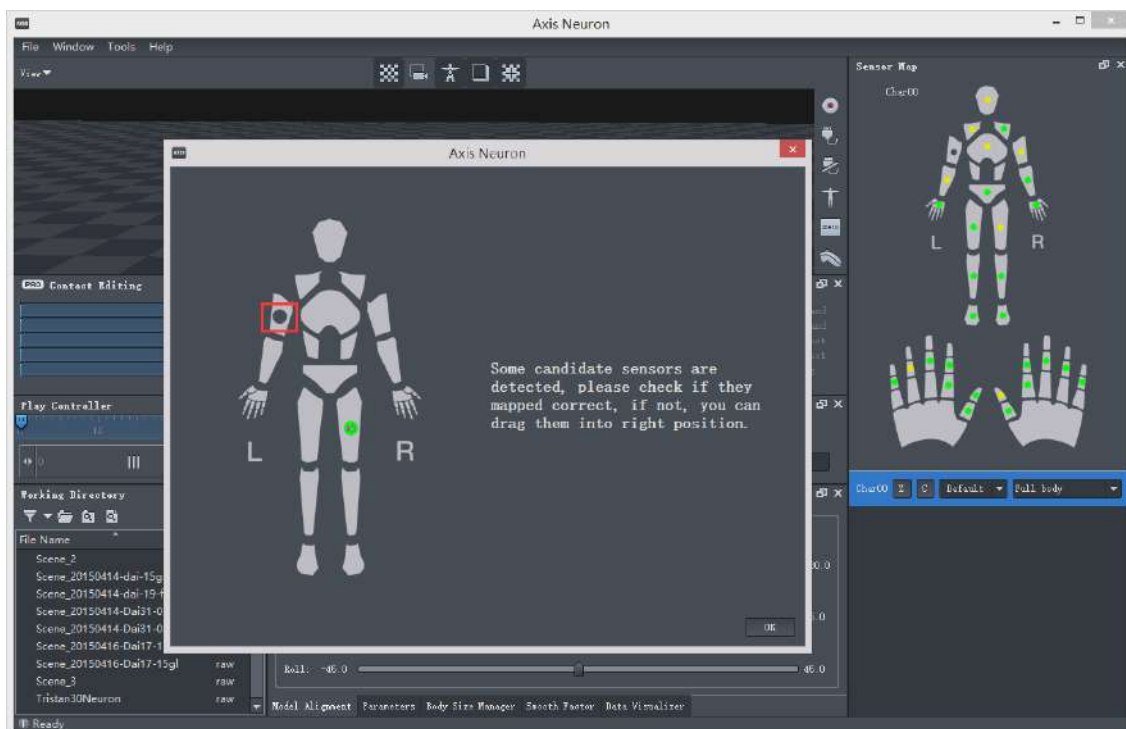 Axis Neuron
File Window Tools Help
View
Sensor Map
Char00
Axis Neuron
L R
PRO Contact Editing
Some candidate sensors are
detected, please check if they
mapped correct, if not, you can
drag them into right position.
L R
Play Controller
0
Working Directory
Char00 Z C Default Full body
File Name
Scene_2
Scene_20150414-dai-15g
Scene_20150414-dai-19-f
Scene_20150414-Dai31-0
Scene_20150414-Dai31-0
Scene_20150416-Dai17-1
Scene_20150416-Dai17-15gl raw
Scene_3 raw
Tristan30Neuron raw
OK
Roll: -45.0 45.0
Model Alignment Parameters Body Size Manager Smooth Factor Data Visualizer
Ready